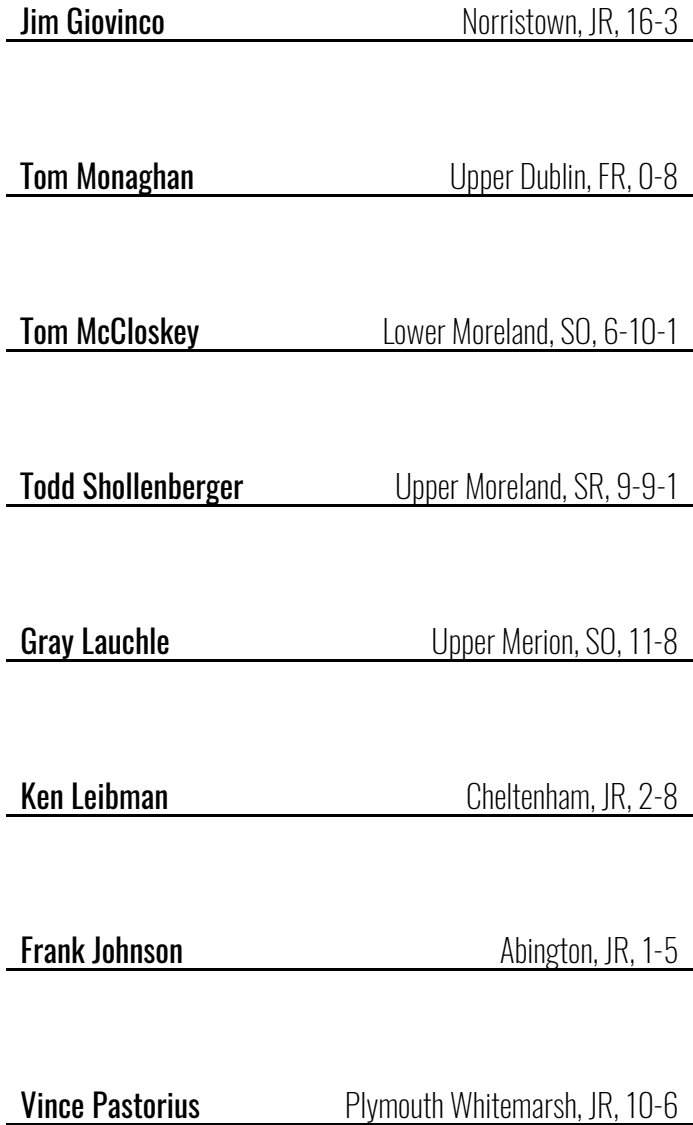 Jim Giovinco Norristown, JR, 16-3
Tom Monaghan Upper Dublin, FR, 0-8
Tom McCloskey Lower Moreland, SO, 6-10-1
Todd Shollenberger Upper Moreland, SR, 9-9-1
Gray Lauchle Upper Merion, SO, 11-8
Ken Leibman Cheltenham, JR, 2-8
Frank Johnson Abington, JR, 1-5
Vince Pastorius Plymouth Whitemarsh, JR, 10-6